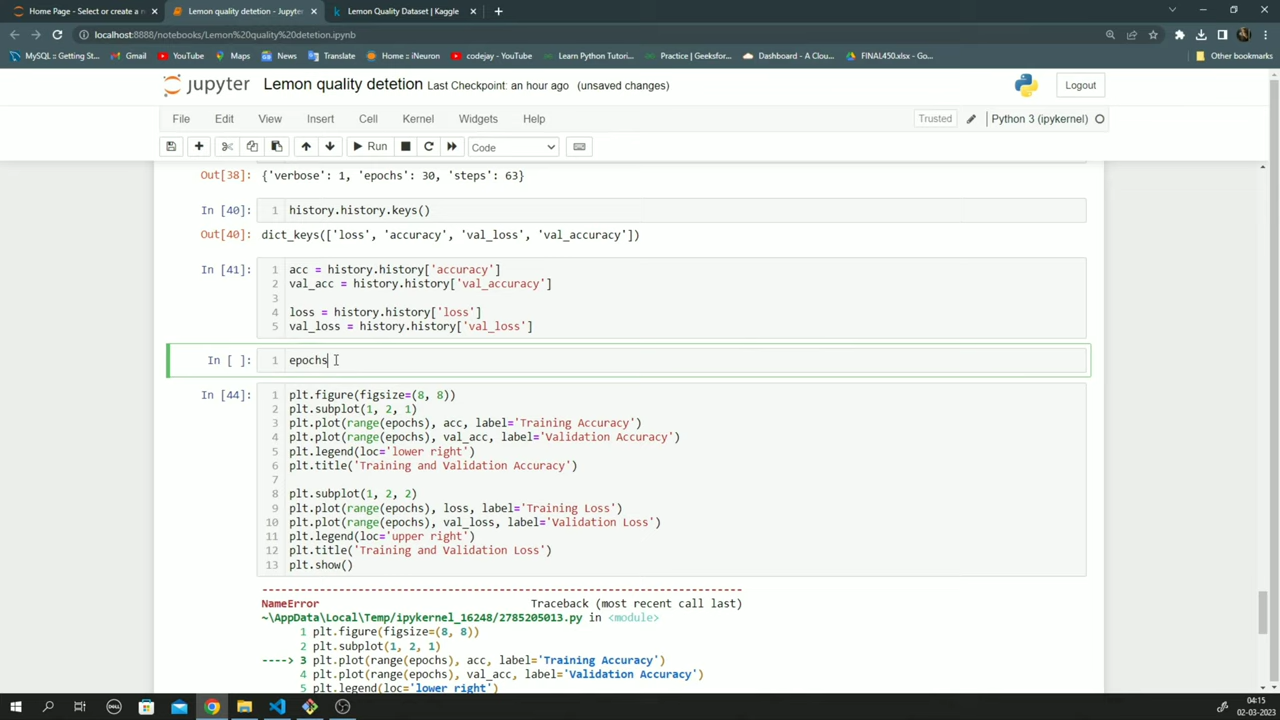 Home Page - Select or create a n
Lemon quality detetion - Jupyter
Lemon Quality Dataset | Kaggle
localhost:8888/notebooks/Lemon%20quality%20detetion.ipynb
MySQL :: Getting St...
Gmail
YouTube
Maps
News
Translate
Home :: iNeuron
codejay - YouTube
Learn Python Tutori...
Practice | Geeksfor...
Dashboard - A Clou...
FINAL450.xlsx - Go...
Other bookmarks
jupyter Lemon quality detetion Last Checkpoint: an hour ago (unsaved changes)
Logout
File Edit View Insert Cell Kernel Widgets Help
Trusted
Python 3 (ipykernel)
Run
Code
Out[38]: {'verbose': 1, 'epochs': 30, 'steps': 63}
In [40]: 1 history.history.keys()
Out[40]: dict_keys(['loss', 'accuracy', 'val_loss', 'val_accuracy'])
In [41]: 1 acc = history.history['accuracy']
2 val_acc = history.history['val_accuracy']
3
4 loss = history.history['loss']
5 val_loss = history.history['val_loss']
In [ ]: 1 epochs
In [44]: 1 plt.figure(figsize=(8, 8))
2 plt.subplot(1, 2, 1)
3 plt.plot(range(epochs), acc, label='Training Accuracy')
4 plt.plot(range(epochs), val_acc, label='Validation Accuracy')
5 plt.legend(loc='lower right')
6 plt.title('Training and Validation Accuracy')
7
8 plt.subplot(1, 2, 2)
9 plt.plot(range(epochs), loss, label='Training Loss')
10 plt.plot(range(epochs), val_loss, label='Validation Loss')
11 plt.legend(loc='upper right')
12 plt.title('Training and Validation Loss')
13 plt.show()
---------------------------------------------------------------------------
NameError Traceback (most recent call last)
~\AppData\Local\Temp/ipykernel_16248/2785205013.py in <module>
1 plt.figure(figsize=(8, 8))
2 plt.subplot(1, 2, 1)
----> 3 plt.plot(range(epochs), acc, label='Training Accuracy')
4 plt.plot(range(epochs), val_acc, label='Validation Accuracy')
5 plt.legend(loc='lower right')
04:15
02-03-2023